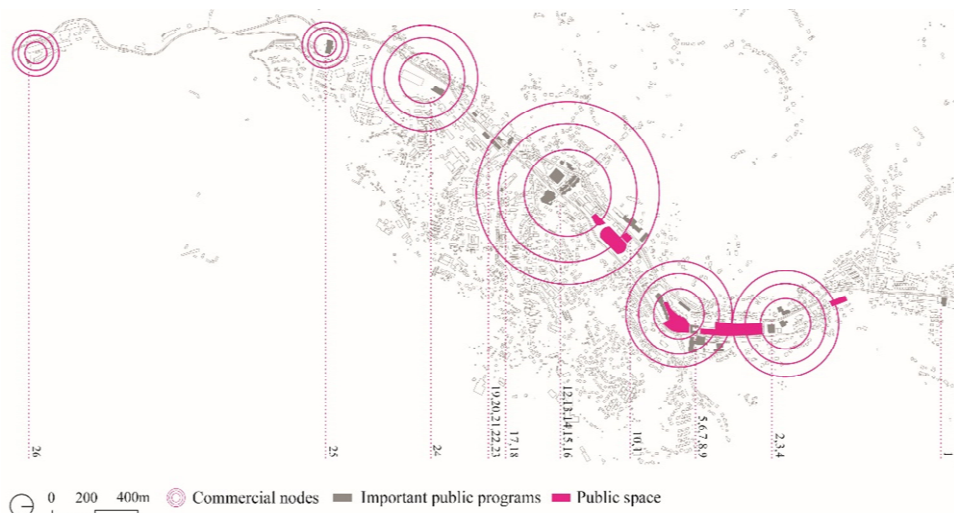 26
25
24
19,20,21,22,23
17,18
12,13,14,15,16
10,1
5,6,7,8,9
2,3,4
1
0 200 400m
Commercial nodes
Important public programs
Public space